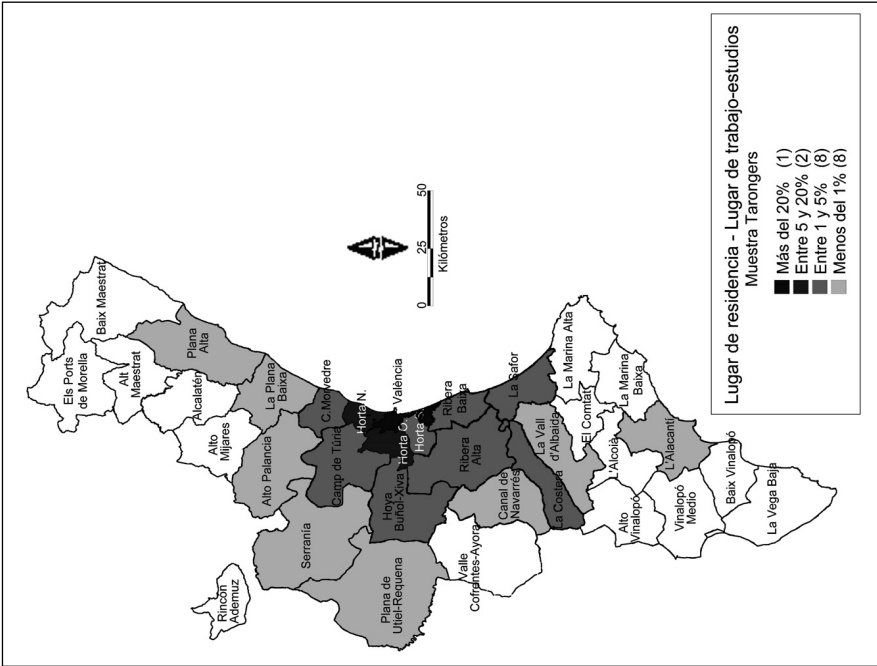 Els Ports
de Morella
Baix Maestrat
Alt
Maestrat
Alcalatén
Plana
Alta
Alto
Mijares
La Plana
Baixa
Alto Palancia
Rincón
Ademuz
Serranía
Camp de Túria
C.Morvedre
Horta N.
València
Horta O.
Horta S.
Plana de
Utiel-Requena
Hoya
Buñol-Xiva
Ribera
Alta
Ribera
Baixa
Valle
Cofrentes-Ayora
Canal de
Navarrés
La Costera
La Safor
La Vall
d'Albaida
El Comtat
La Marina Alta
L'Alcoià
La Marina
Baixa
Alto
Vinalopó
L'Alacantí
Vinalopó
Medio
Baix Vinalopó
La Vega Baja
0 25 50
Kilómetros
Lugar de residencia - Lugar de trabajo-estudios
Muestra Tarongers
Más del 20% (1)
Entre 5 y 20% (2)
Entre 1 y 5% (8)
Menos del 1% (8)